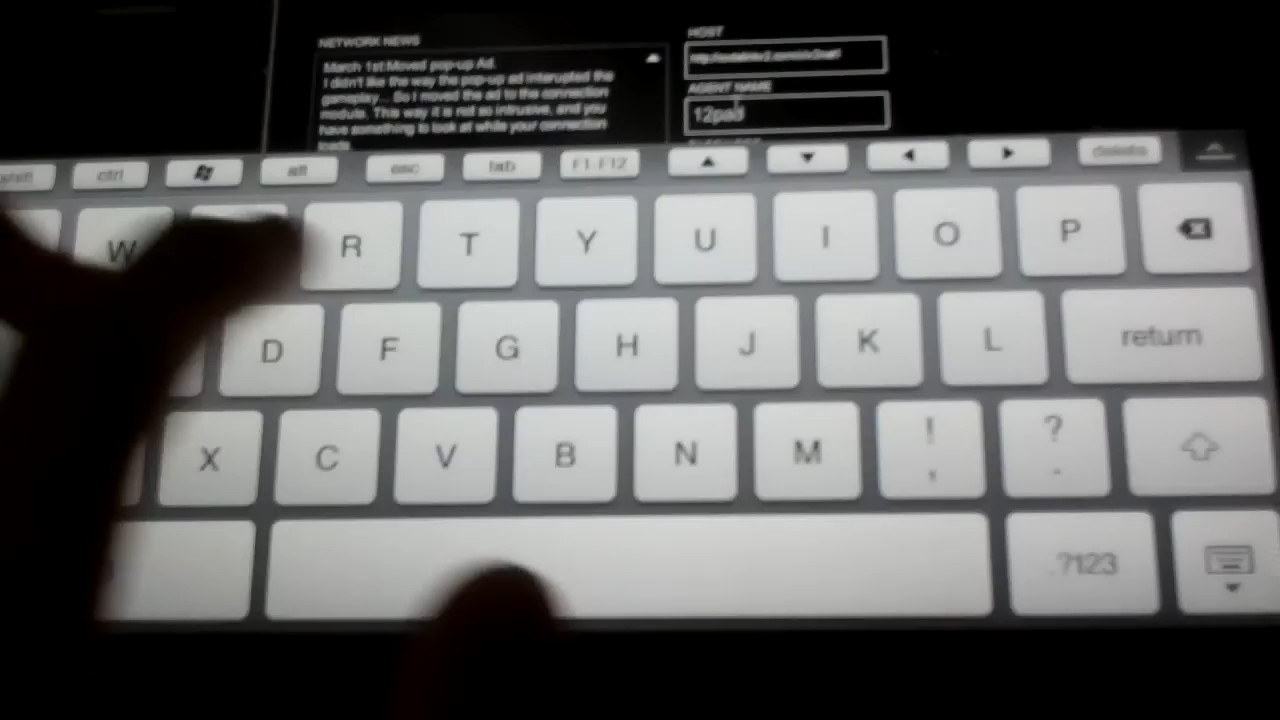 NETWORK NEWS
March 1st:Moved pop-up Ad.
I didn't like the way the pop-up ad interupted the
gameplay... So I moved the ad to the connection
module. This way it is not so intrusive, and you
have something to look at while your connection
loads.
HOST
AGENT NAME
12pad
shift ctrl alt esc tab F1-F12 delete
W R T Y U I O P
D F G H J K L return
X C V B N M ! , ? .
.?123